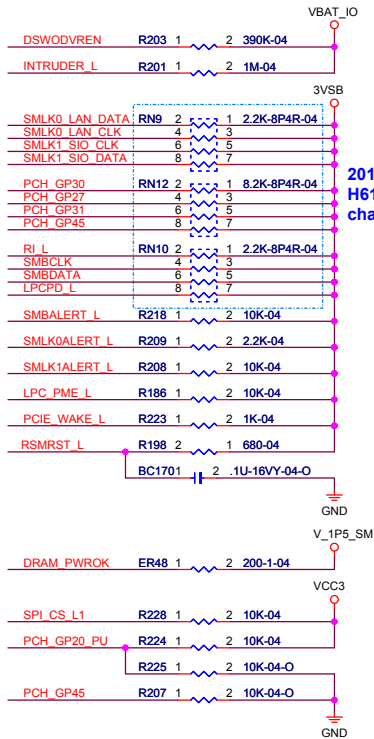 VBAT_IO
DSWODVREN R203 1 2 390K-04
INTRUDER_L R201 1 2 1M-04
3VSB
SMLK0_LAN_DATA RN9 2 1 2.2K-8P4R-04
SMLK0_LAN_CLK 4 3
SMLK1_SIO_CLK 6 5
SMLK1_SIO_DATA 8 7
201
PCH_GP30 RN12 2 1 8.2K-8P4R-04
H61
PCH_GP27 4 3
PCH_GP31 6 5
cha
PCH_GP45 8 7
RI_L RN10 2 1 2.2K-8P4R-04
SMBCLK 4 3
SMBDATA 6 5
LPCPD_L 8 7
SMBALERT_L R218 1 2 10K-04
SMLK0ALERT_L R209 1 2 2.2K-04
SMLK1ALERT_L R208 1 2 10K-04
LPC_PME_L R186 1 2 10K-04
PCIE_WAKE_L R223 1 2 1K-04
RSMRST_L R198 2 1 680-04
BC170 1 2 .1U-16VY-04-O
GND
V_1P5_SM
DRAM_PWROK ER48 1 2 200-1-04
VCC3
SPI_CS_L1 R228 1 2 10K-04
PCH_GP20_PU R224 1 2 10K-04
R225 1 2 10K-04-O
PCH_GP45 R207 1 2 10K-04-O
GND